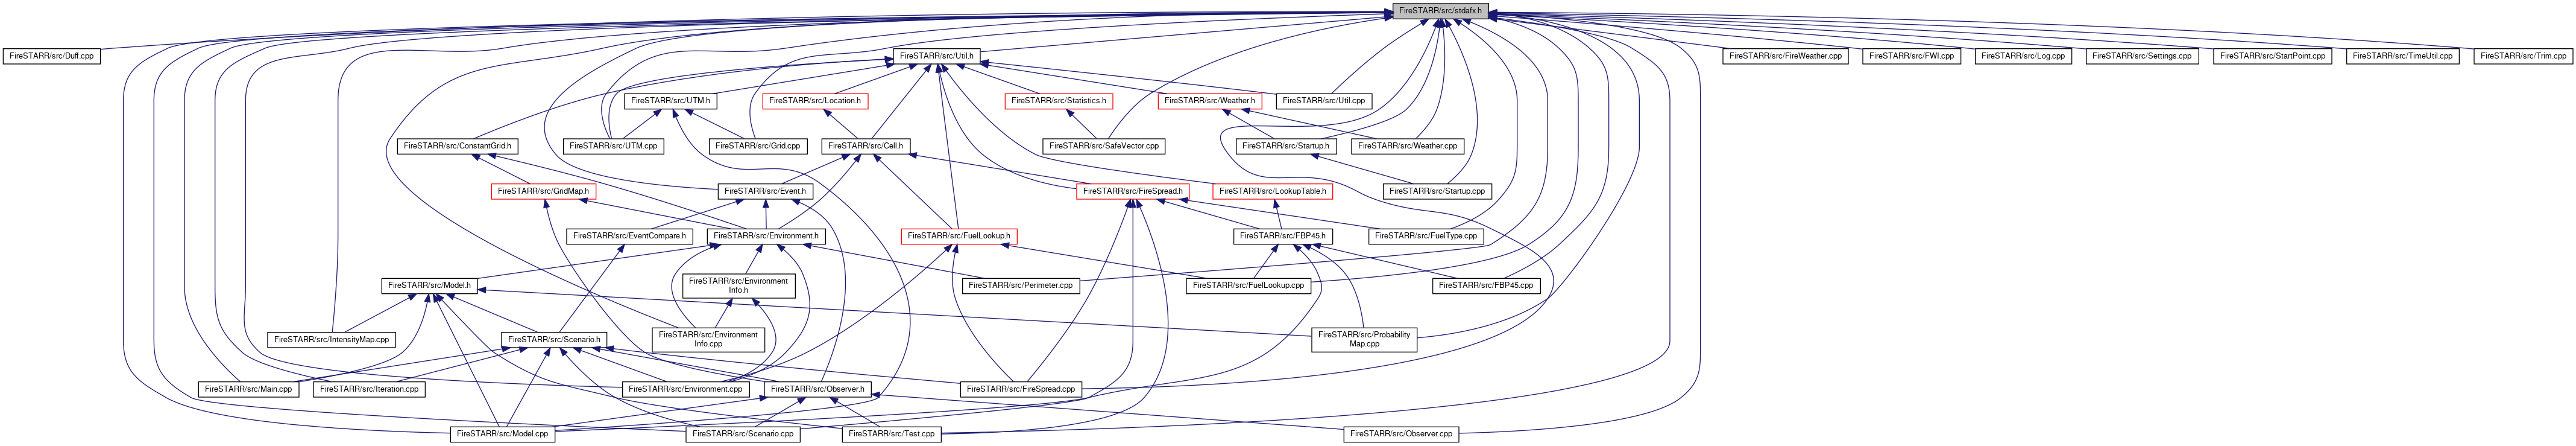 FireSTARR/src/stdafx.h
FireSTARR/src/Duff.cpp
FireSTARR/src/Util.h
FireSTARR/src/FireWeather.cpp
FireSTARR/src/FWI.cpp
FireSTARR/src/Log.cpp
FireSTARR/src/Settings.cpp
FireSTARR/src/StartPoint.cpp
FireSTARR/src/TimeUtil.cpp
FireSTARR/src/Trim.cpp
FireSTARR/src/UTM.h
FireSTARR/src/Location.h
FireSTARR/src/Statistics.h
FireSTARR/src/Weather.h
FireSTARR/src/Util.cpp
FireSTARR/src/ConstantGrid.h
FireSTARR/src/UTM.cpp
FireSTARR/src/Grid.cpp
FireSTARR/src/Cell.h
FireSTARR/src/SafeVector.cpp
FireSTARR/src/Startup.h
FireSTARR/src/Weather.cpp
FireSTARR/src/GridMap.h
FireSTARR/src/Event.h
FireSTARR/src/FireSpread.h
FireSTARR/src/LookupTable.h
FireSTARR/src/Startup.cpp
FireSTARR/src/EventCompare.h
FireSTARR/src/Environment.h
FireSTARR/src/FuelLookup.h
FireSTARR/src/FBP45.h
FireSTARR/src/FuelType.cpp
FireSTARR/src/Model.h
FireSTARR/src/Environment
Info.h
FireSTARR/src/Perimeter.cpp
FireSTARR/src/FuelLookup.cpp
FireSTARR/src/FBP45.cpp
FireSTARR/src/IntensityMap.cpp
FireSTARR/src/Scenario.h
FireSTARR/src/Environment
Info.cpp
FireSTARR/src/Probability
Map.cpp
FireSTARR/src/Main.cpp
FireSTARR/src/Iteration.cpp
FireSTARR/src/Environment.cpp
FireSTARR/src/Observer.h
FireSTARR/src/FireSpread.cpp
FireSTARR/src/Model.cpp
FireSTARR/src/Scenario.cpp
FireSTARR/src/Test.cpp
FireSTARR/src/Observer.cpp